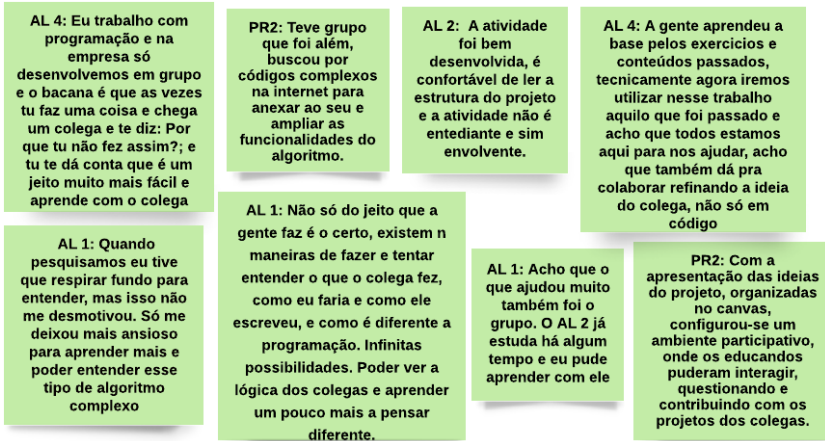 AL 4: Eu trabalho com
programação e na
empresa só
desenvolvemos em grupo
e o bacana é que as vezes
tu faz uma coisa e chega
um colega e te diz: Por
que tu não fez assim?; e
tu te dá conta que é um
jeito muito mais fácil e
aprende com o colega
PR2: Teve grupo
que foi além,
buscou por
códigos complexos
na internet para
anexar ao seu e
ampliar as
funcionalidades do
algoritmo.
AL 2: A atividade
foi bem
desenvolvida, é
confortável de ler a
estrutura do projeto
e a atividade não é
entediante e sim
envolvente.
AL 4: A gente aprendeu a
base pelos exercicios e
conteúdos passados,
tecnicamente agora iremos
utilizar nesse trabalho
aquilo que foi passado e
acho que todos estamos
aqui para nos ajudar, acho
que também dá pra
colaborar refinando a ideia
do colega, não só em
código
AL 1: Quando
pesquisamos eu tive
que respirar fundo para
entender, mas isso não
me desmotivou. Só me
deixou mais ansioso
para aprender mais e
poder entender esse
tipo de algoritmo
complexo
AL 1: Não só do jeito que a
gente faz é o certo, existem n
maneiras de fazer e tentar
entender o que o colega fez,
como eu faria e como ele
escreveu, e como é diferente a
programação. Infinitas
possibilidades. Poder ver a
lógica dos colegas e aprender
um pouco mais a pensar
diferente.
AL 1: Acho que o
que ajudou muito
também foi o
grupo. O AL 2 já
estuda há algum
tempo e eu pude
aprender com ele
PR2: Com a
apresentação das ideias
do projeto, organizadas
no canvas,
configurou-se um
ambiente participativo,
onde os educandos
puderam interagir,
questionando e
contribuindo com os
projetos dos colegas.